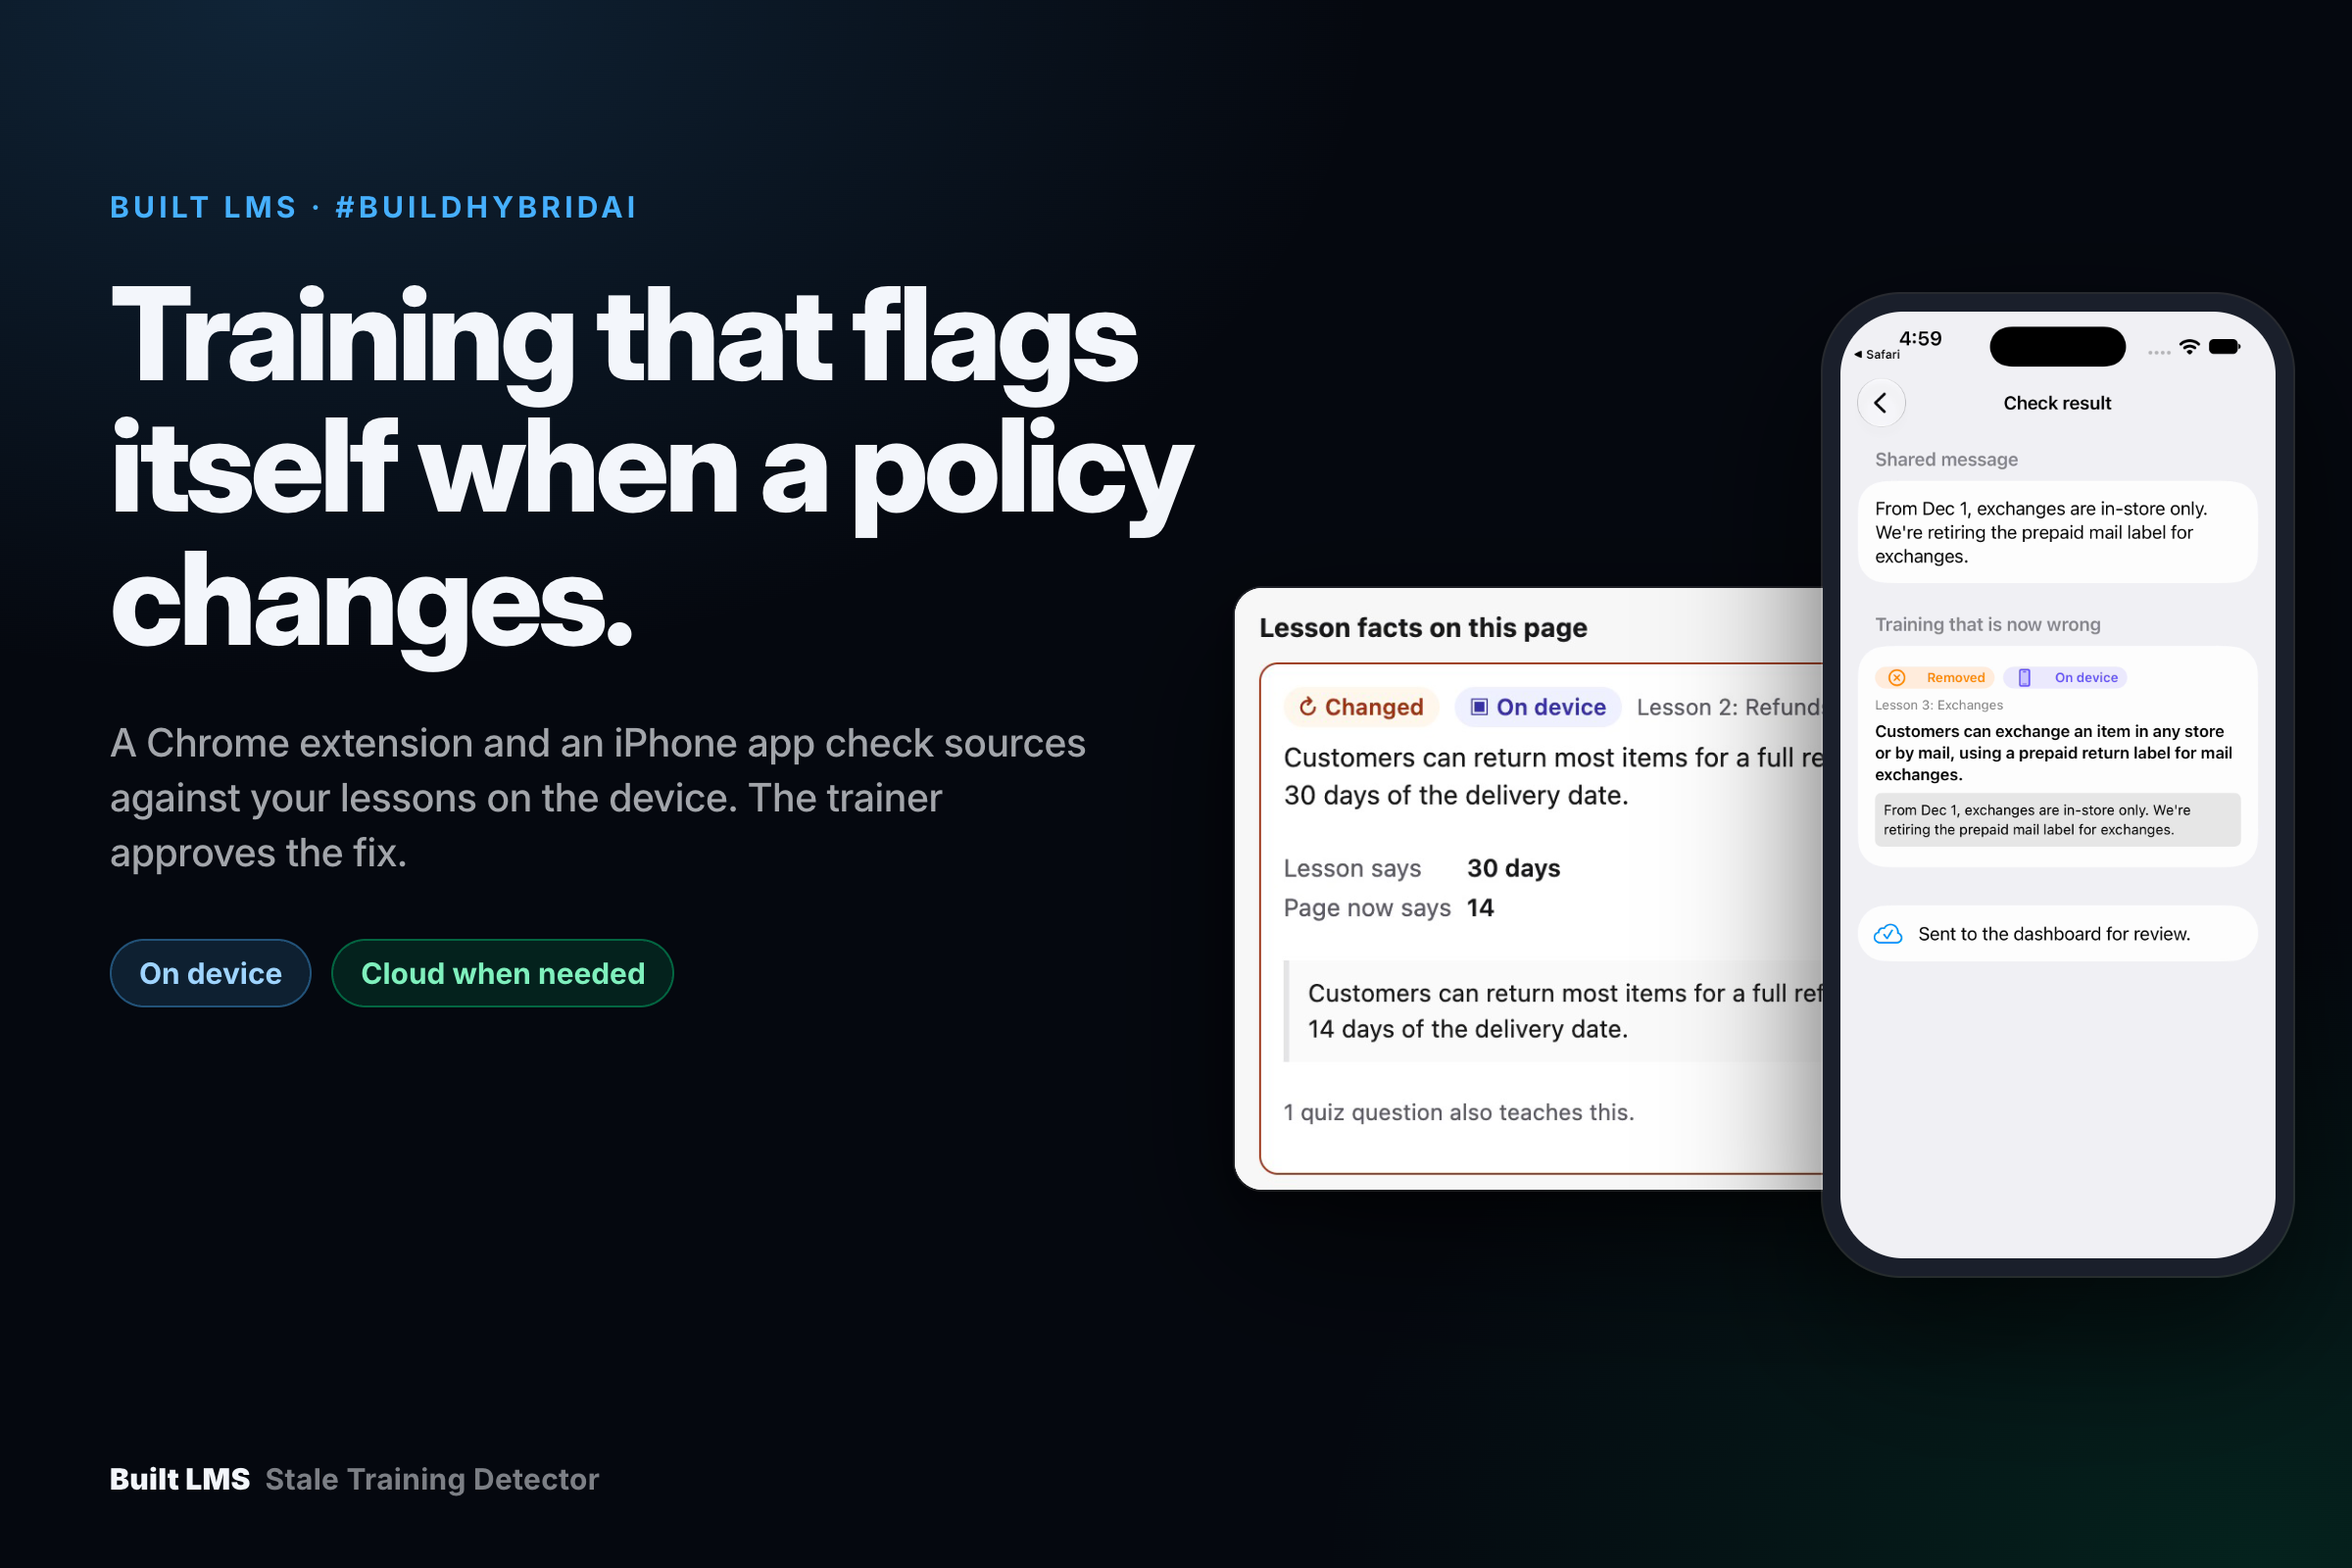 BUILT LMS · #BUILDHYBRIDAI
Training that flags
itself when a policy
changes.
A Chrome extension and an iPhone app check sources
against your lessons on the device. The trainer
approves the fix.
On device
Cloud when needed
Built LMS Stale Training Detector
Lesson facts on this page
Changed On device Lesson 2: Refunds
Customers can return most items for a full
30 days of the delivery date.
Lesson says 30 days
Page now says 14
Customers can return most items for a full
14 days of the delivery date.
1 quiz question also teaches this.
4:59
Safari
Check result
Shared message
From Dec 1, exchanges are in-store only.
We're retiring the prepaid mail label for
exchanges.
Training that is now wrong
Removed On device
Lesson 3: Exchanges
Customers can exchange an item in any store
or by mail, using a prepaid return label for mail
exchanges.
From Dec 1, exchanges are in-store only. We're
retiring the prepaid mail label for exchanges.
Sent to the dashboard for review.